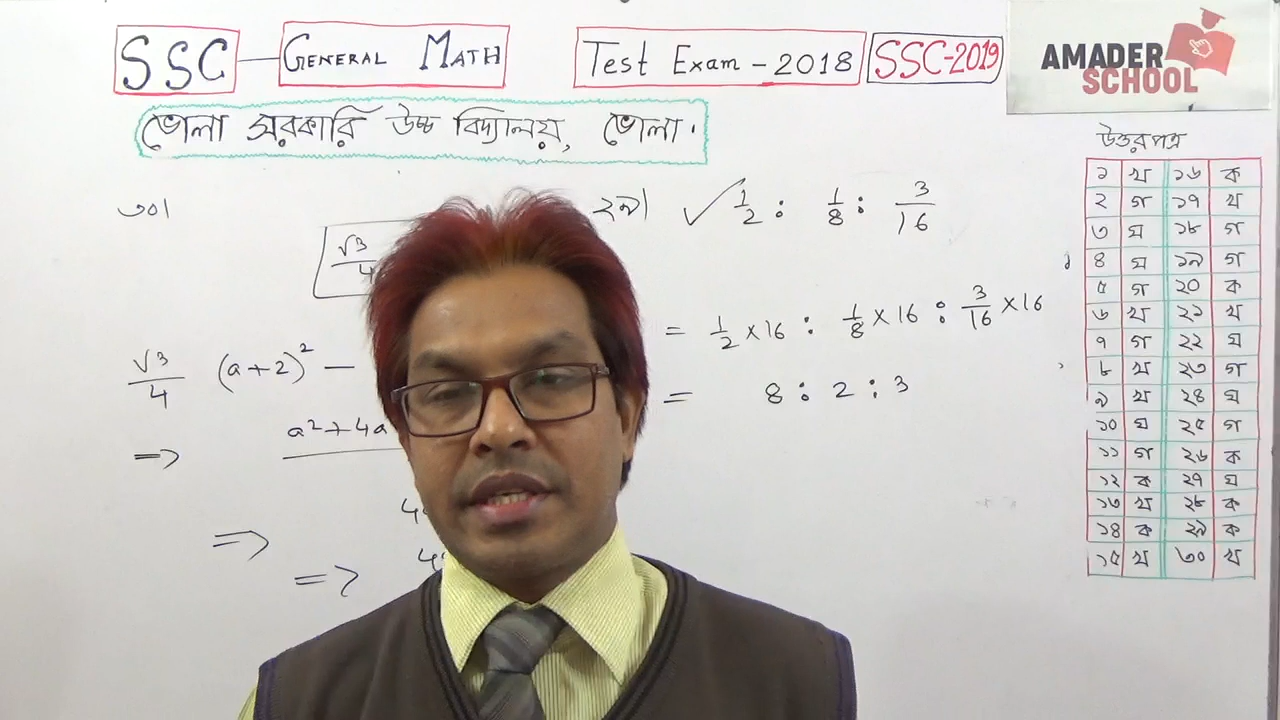 SSC GENERAL MATH Test Exam - 2018 SSC-2019
AMADER
SCHOOL
ভোলা সরকারি উচ্চ বিদ্যালয়, ভোলা.
৩০। √3/4
√3/4 (a+2)² -
=> a²+4a
=>
=>
২৯। ✓ 1/2 : 1/8 : 3/16
= 1/2 × 16 : 1/8 × 16 : 3/16 × 16
= 8 : 2 : 3
উত্তরপত্র
১ খ ১৬ ক
২ গ ১৭ খ
৩ ঘ ১৮ গ
৪ ঘ ১৯ গ
৫ গ ২০ ক
৬ খ ২১ খ
৭ গ ২২ ঘ
৮ খ ২৩ গ
৯ খ ২৪ ঘ
১০ ঘ ২৫ গ
১১ গ ২৬ ক
১২ ক ২৭ ঘ
১৩ খ ২৮ ক
১৪ ক ২৯ ক
১৫ খ ৩০ খ